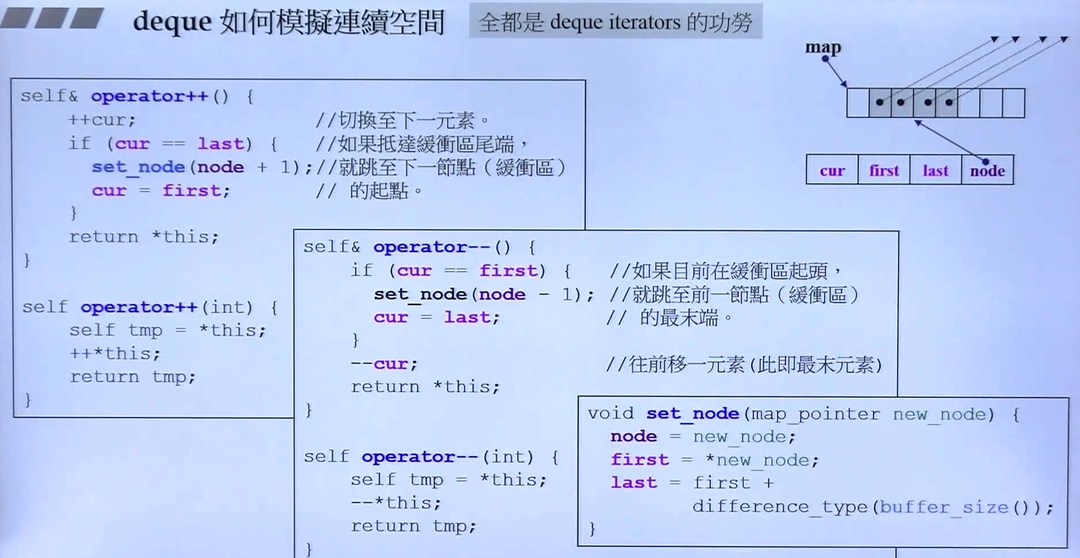 deque 如何模擬連續空間
全都是 deque iterators 的功勞
map
cur first last node
self& operator++() {
++cur; //切換至下一元素。
if (cur == last) { //如果抵達緩衝區尾端，
set_node(node + 1);//就跳至下一節點（緩衝區）
cur = first; // 的起點。
}
return *this;
}
self operator++(int) {
self tmp = *this;
++*this;
return tmp;
}
self& operator--() {
if (cur == first) { //如果目前在緩衝區起頭，
set_node(node - 1); //就跳至前一節點（緩衝區）
cur = last; // 的最末端。
}
--cur; //往前移一元素(此即最末元素)
return *this;
}
self operator--(int) {
self tmp = *this;
--*this;
return tmp;
}
void set_node(map_pointer new_node) {
node = new_node;
first = *new_node;
last = first +
difference_type(buffer_size());
}